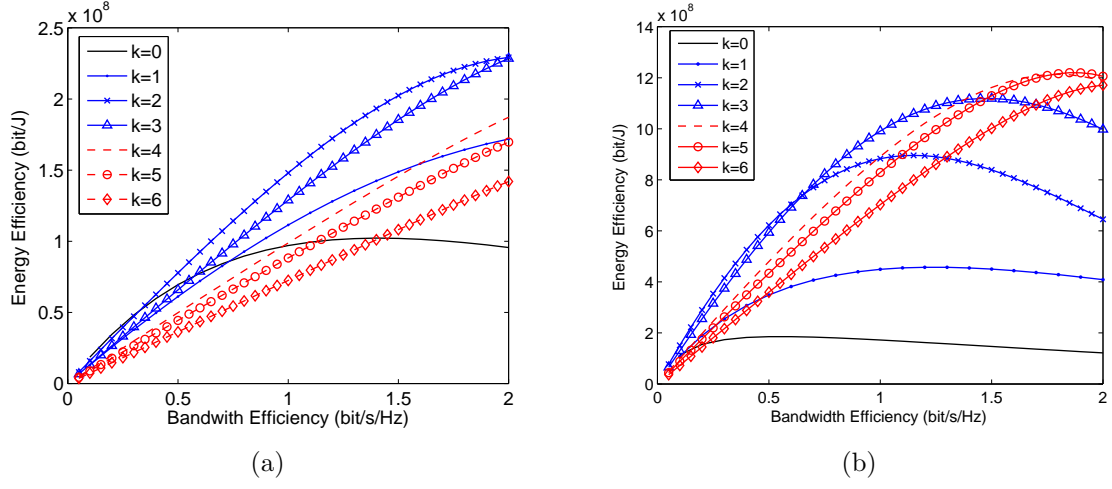 x 10^8
2.5
2
1.5
1
0.5
0
Energy Efficiency (bit/J)
k=0
k=1
k=2
k=3
k=4
k=5
k=6
0
0.5
1
1.5
2
Bandwith Efficiency (bit/s/Hz)
(a)
x 10^8
14
12
10
8
6
4
2
0
Energy Efficiency (bit/J)
k=0
k=1
k=2
k=3
k=4
k=5
k=6
0
0.5
1
1.5
2
Bandwidth Efficiency (bit/s/Hz)
(b)